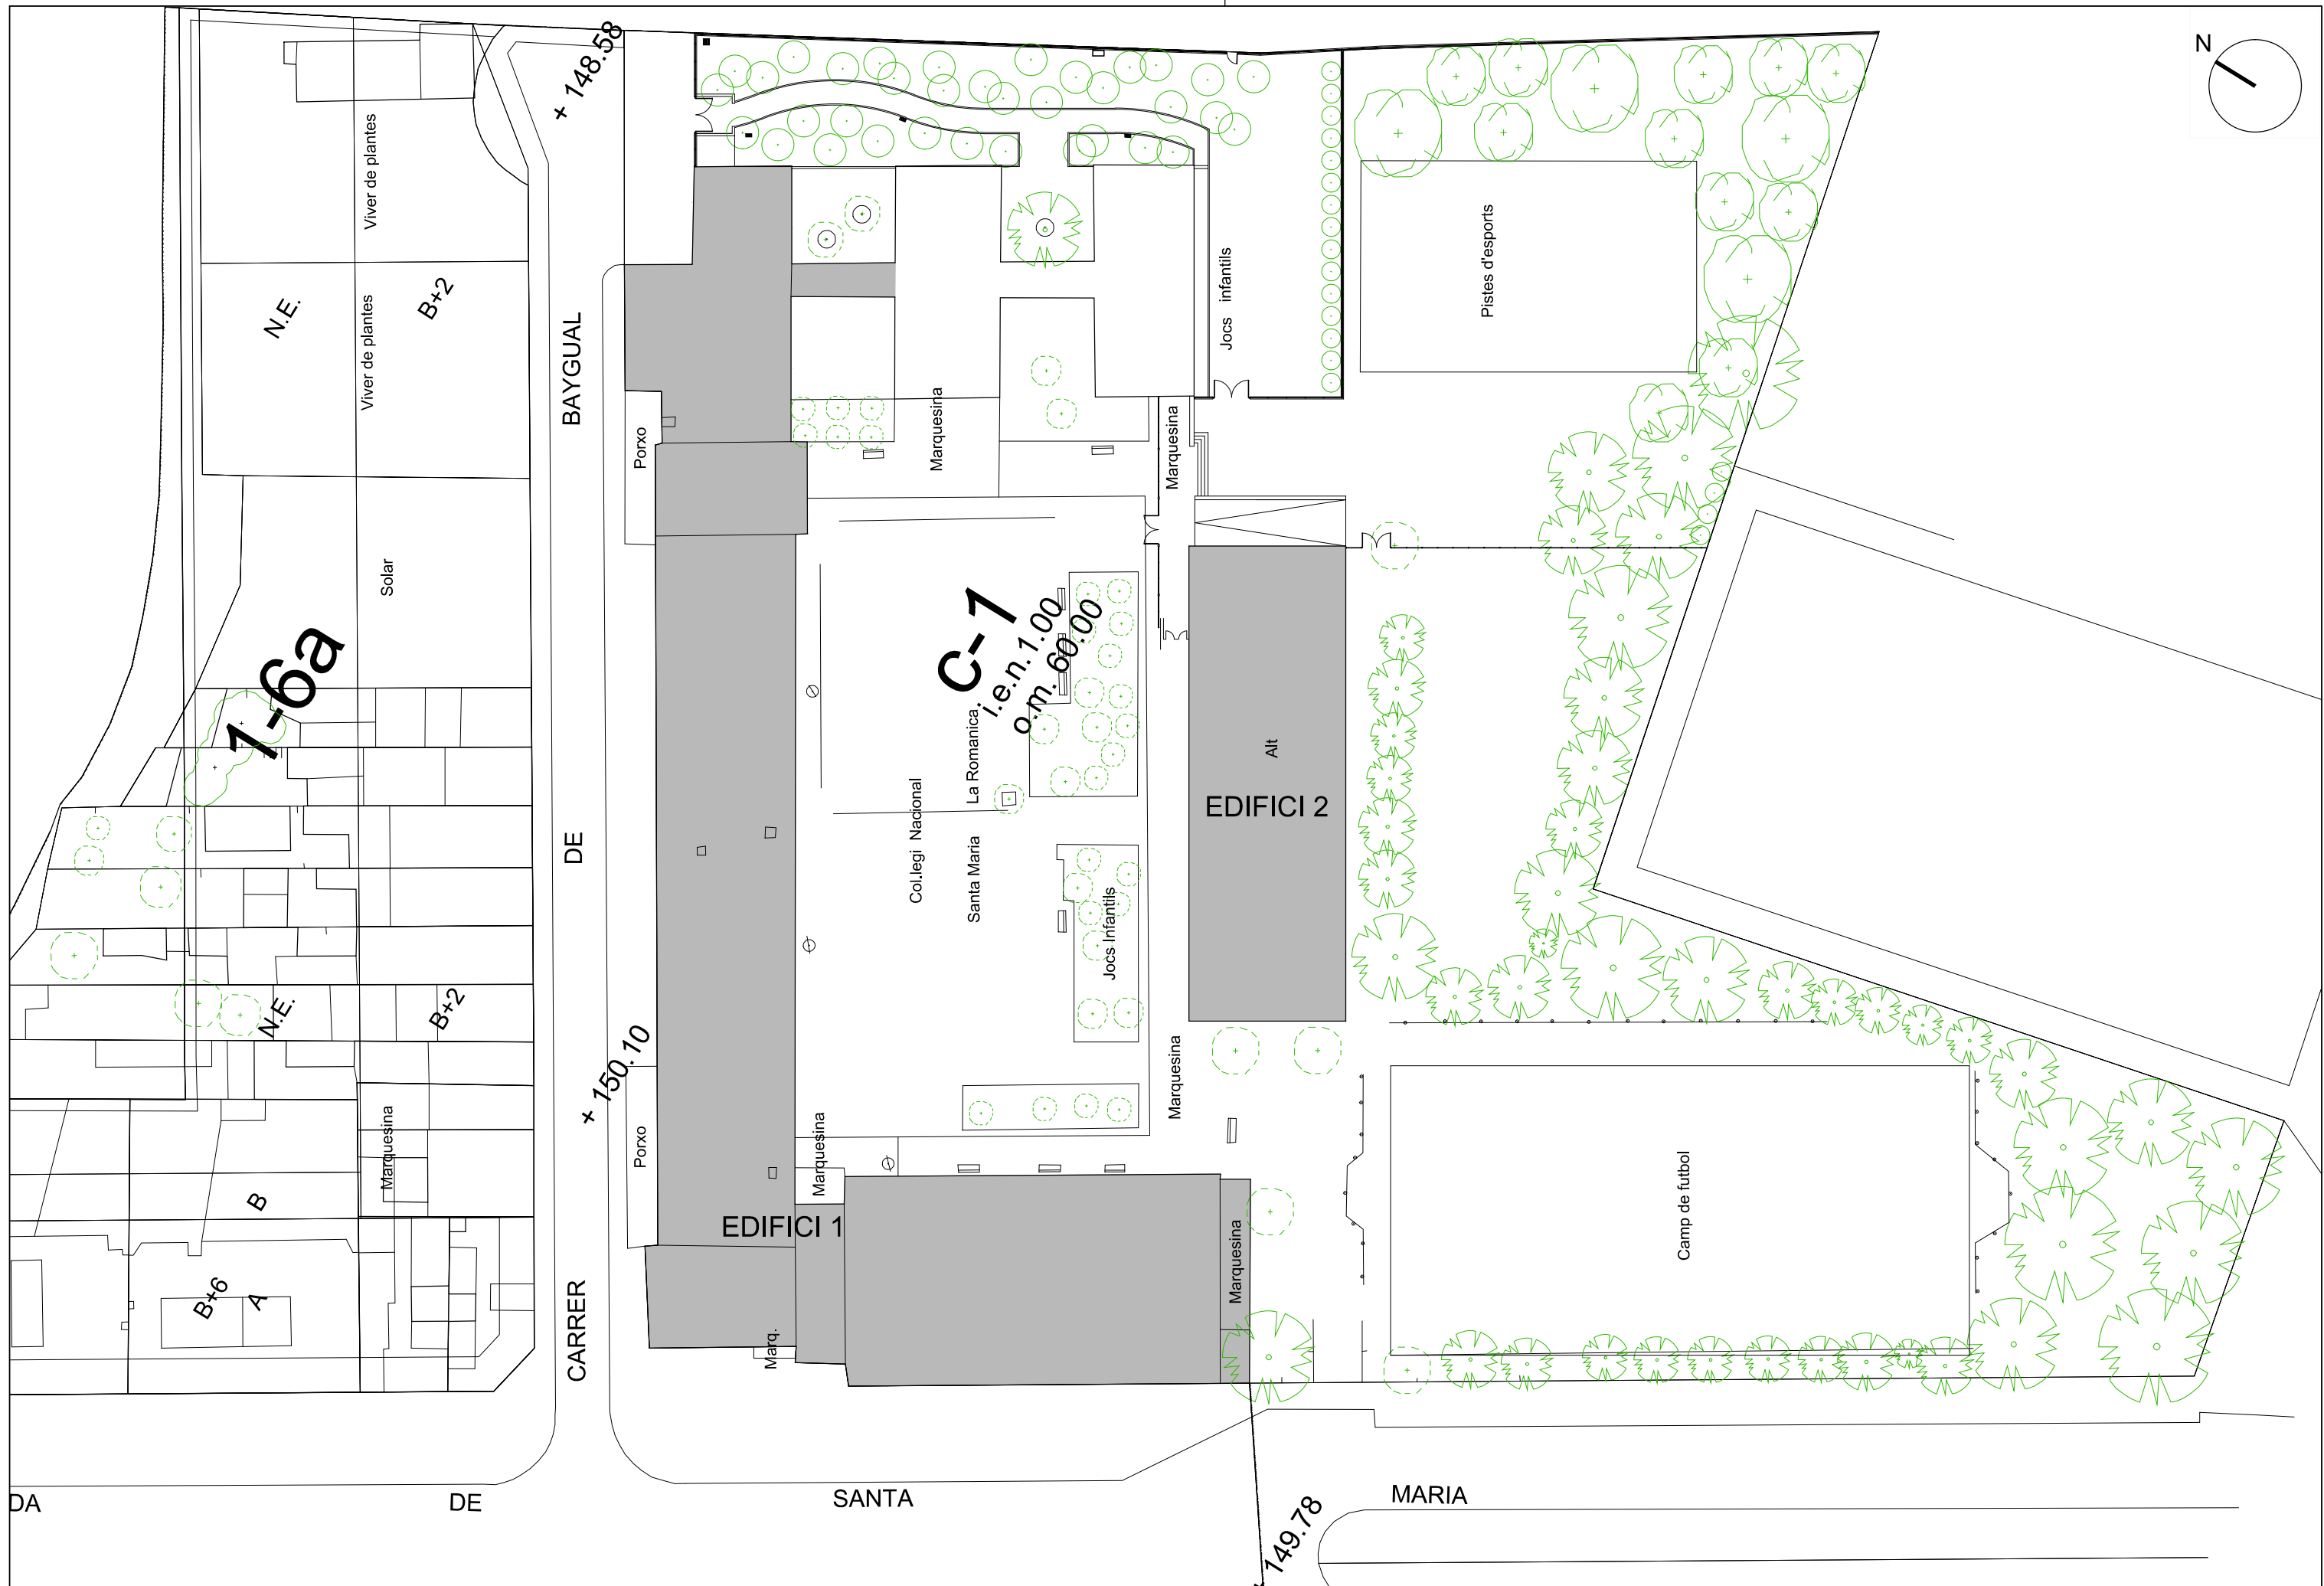 N
+ 148.58
Viver de plantes
Viver de plantes
N.E.
B+2
BAYGUAL
Jocs infantils
Pistes d'esports
Porxo
Marquesina
Marquesina
Solar
1-6a
C-1
i.e.n. 1.00
o.m. 60.00
Col.legi Nacional
La Romanica
Santa Maria
Alt
EDIFICI 2
DE
Jocs Infantils
N.E.
B+2
+ 150.10
Porxo
Marquesina
Marquesina
Marquesina
B
EDIFICI 1
Marquesina
Camp de futbol
B+6
A
CARRER
Marq.
DA
DE
SANTA
MARIA
149.78